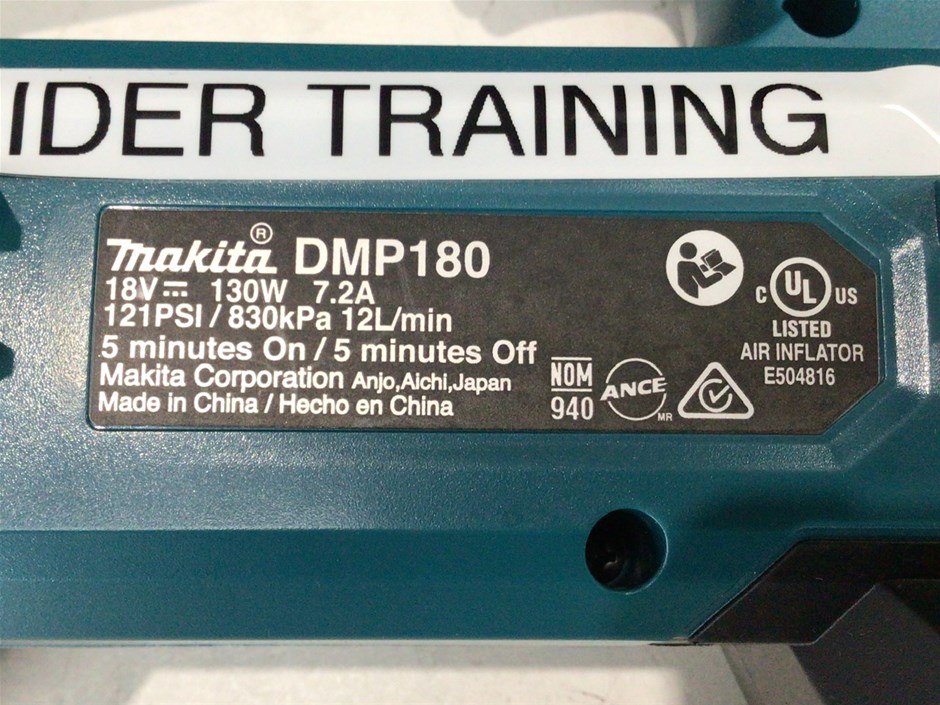 IDER TRAINING
makita® DMP180
18V⎓ 130W 7.2A
121PSI / 830kPa 12L/min
5 minutes On / 5 minutes Off
Makita Corporation Anjo,Aichi,Japan
Made in China / Hecho en China
NOM
940
ANCE
MR
C UL US
LISTED
AIR INFLATOR
E504816